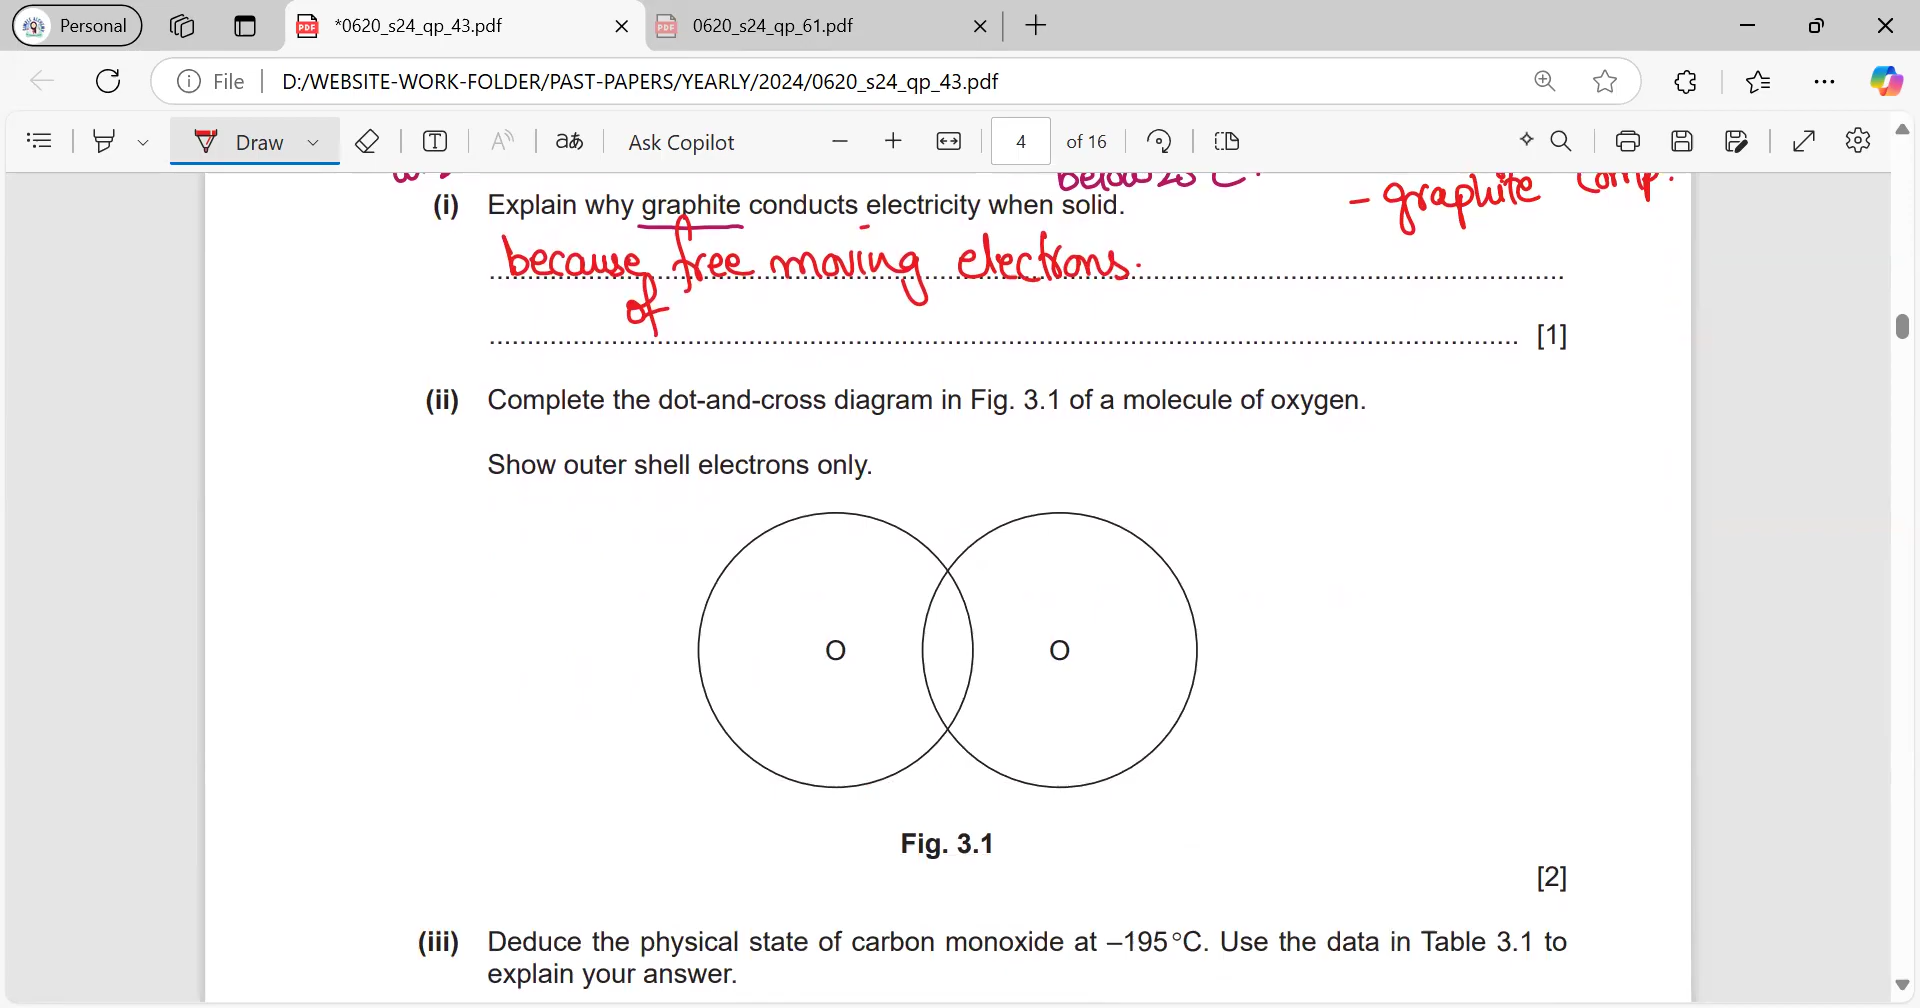 Personal
*0620_s24_qp_43.pdf
0620_s24_qp_61.pdf
File
D:/WEBSITE-WORK-FOLDER/PAST-PAPERS/YEARLY/2024/0620_s24_qp_43.pdf
Draw
T
A
aあ
Ask Copilot
4 of 16
below
- graphite comp.
(i) Explain why graphite conducts electricity when solid.
because free moving electrons.
of
[1]
(ii) Complete the dot-and-cross diagram in Fig. 3.1 of a molecule of oxygen.
Show outer shell electrons only.
O O
Fig. 3.1
[2]
(iii) Deduce the physical state of carbon monoxide at –195 °C. Use the data in Table 3.1 to
explain your answer.